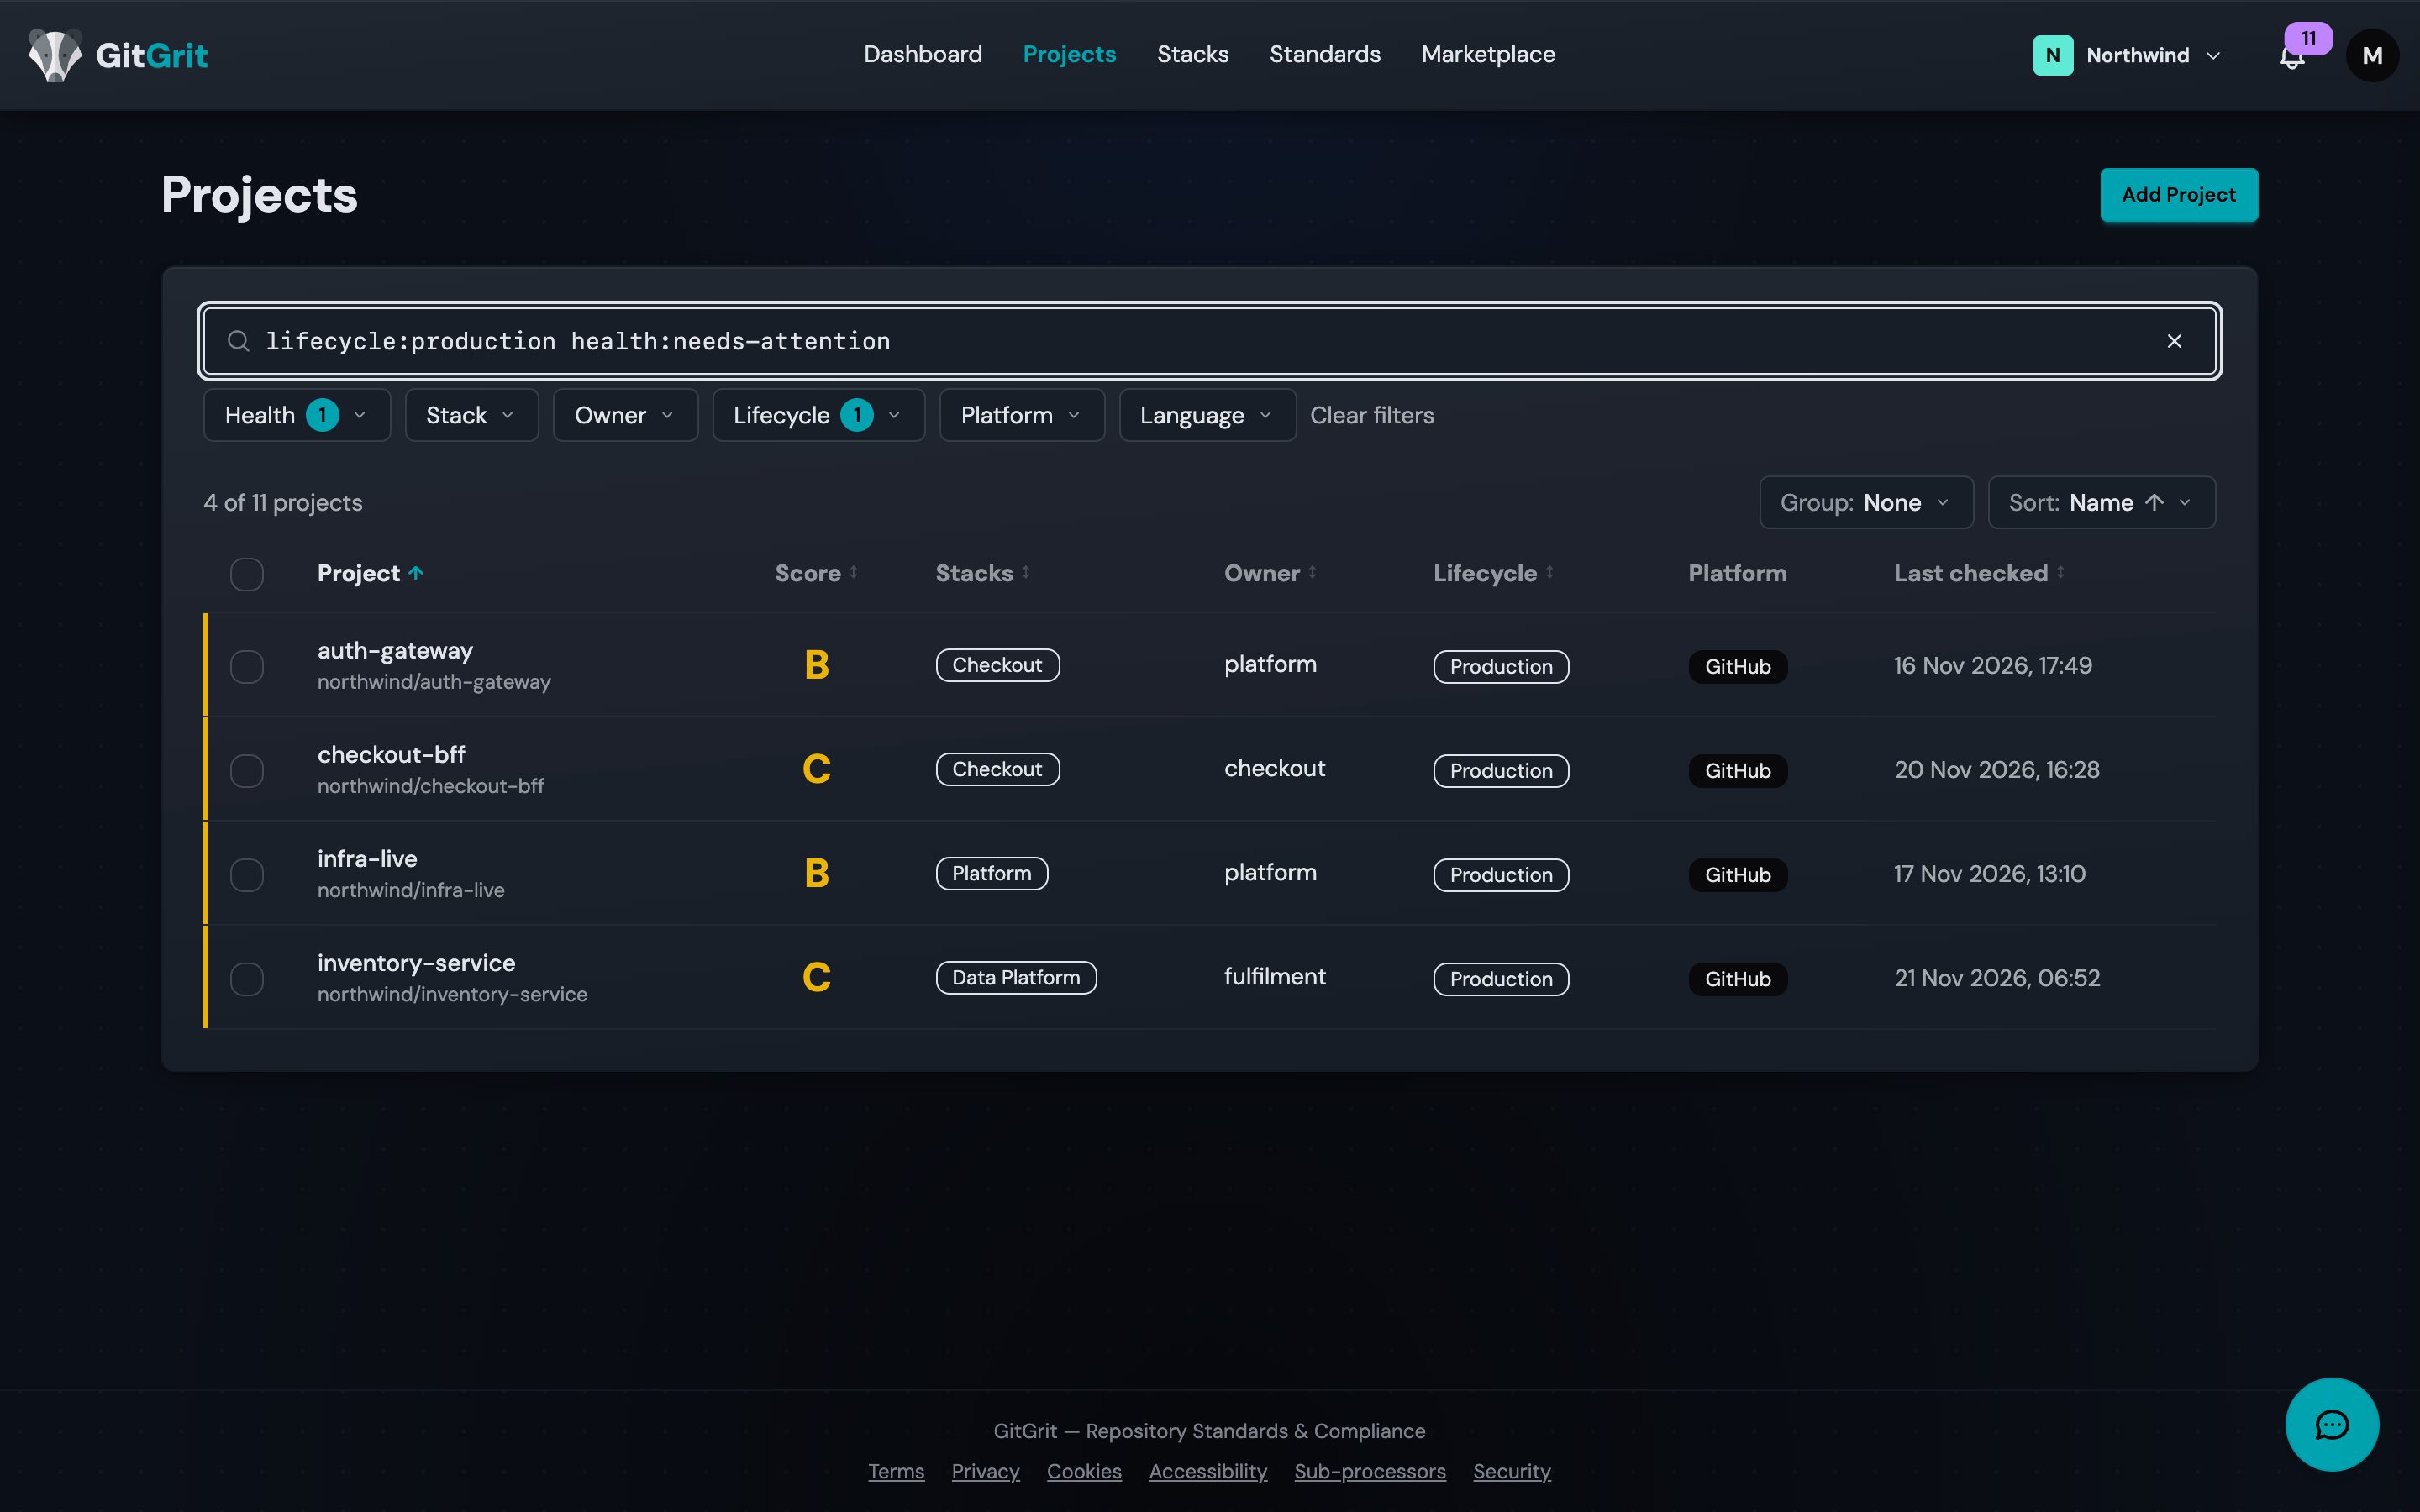 GitGrit
Dashboard Projects Stacks Standards Marketplace
N Northwind
11
M
Projects
Add Project
lifecycle:production health:needs-attention
Health 1 Stack Owner Lifecycle 1 Platform Language Clear filters
4 of 11 projects
Group: None Sort: Name ↑
Project ↑ Score Stacks Owner Lifecycle Platform Last checked
auth-gateway B Checkout platform Production GitHub 16 Nov 2026, 17:49
northwind/auth-gateway
checkout-bff C Checkout checkout Production GitHub 20 Nov 2026, 16:28
northwind/checkout-bff
infra-live B Platform platform Production GitHub 17 Nov 2026, 13:10
northwind/infra-live
inventory-service C Data Platform fulfilment Production GitHub 21 Nov 2026, 06:52
northwind/inventory-service
GitGrit — Repository Standards & Compliance
Terms Privacy Cookies Accessibility Sub-processors Security